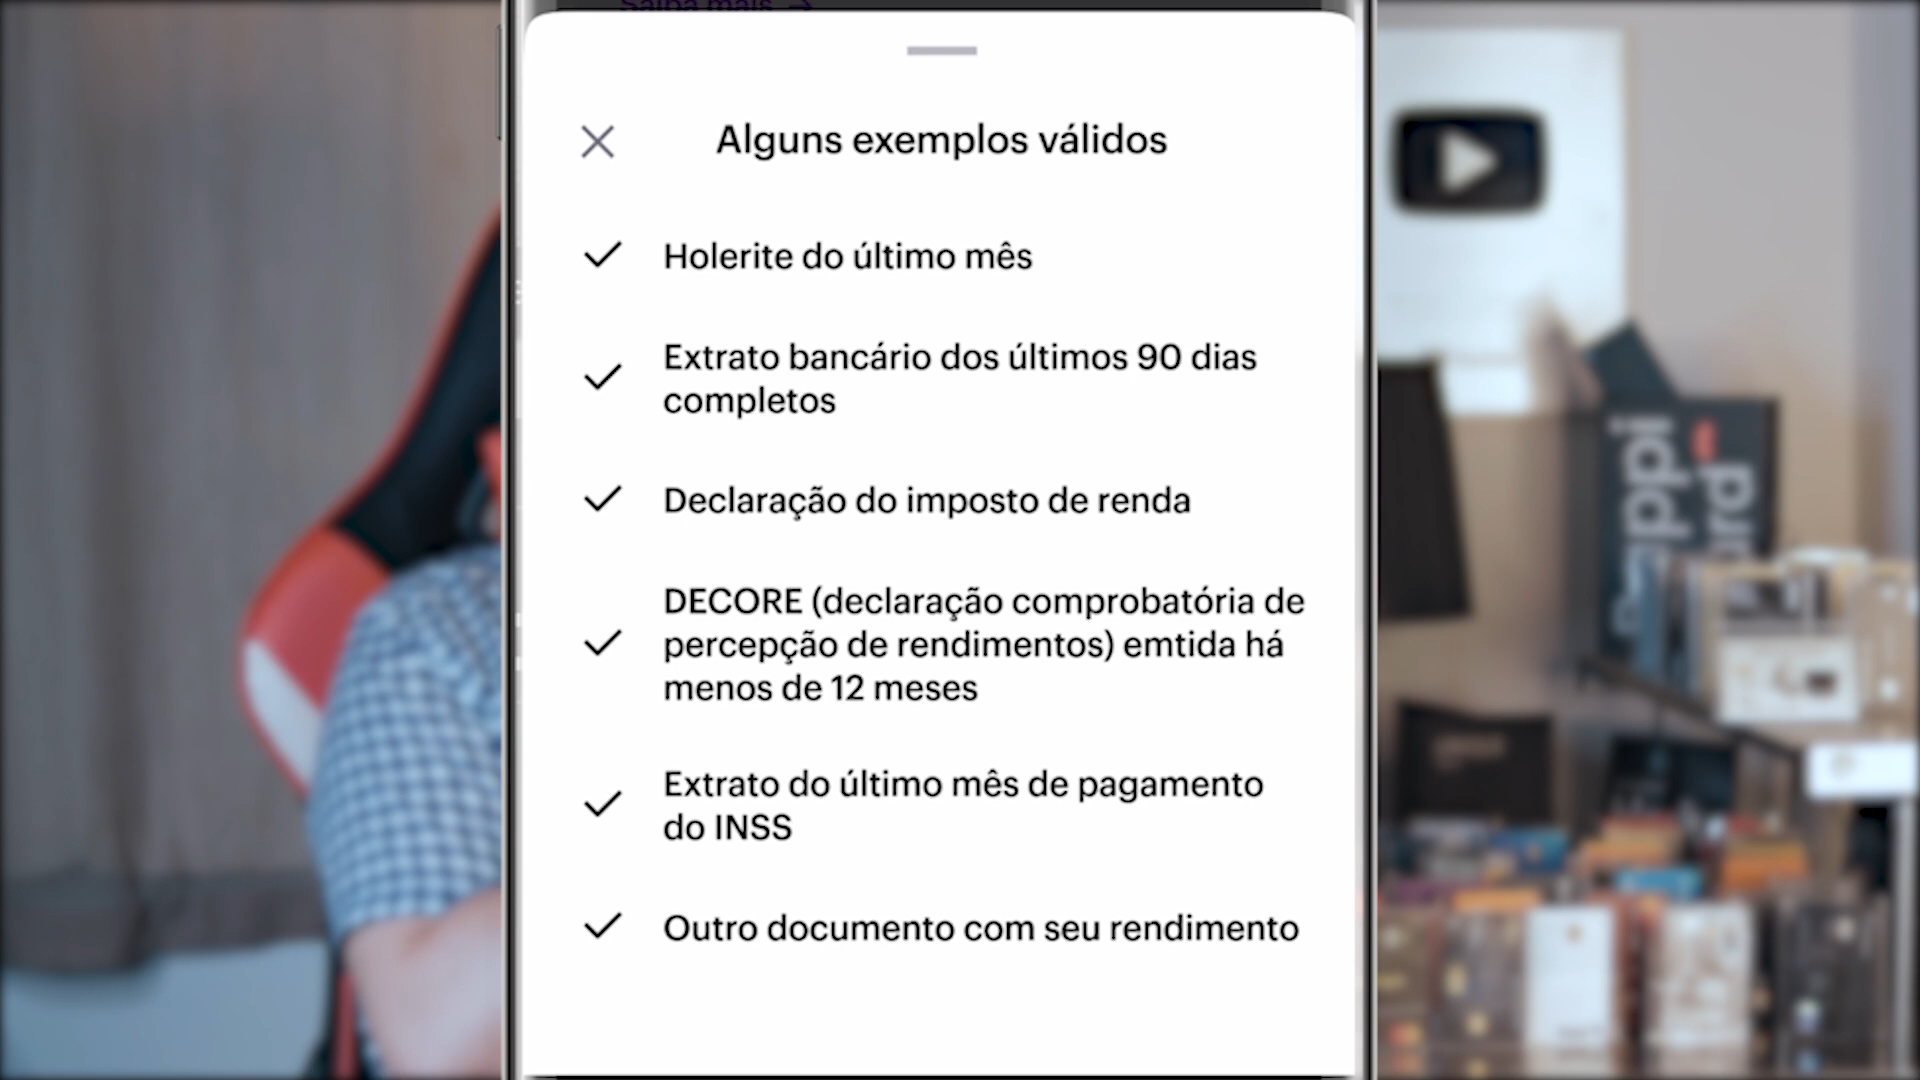 Saiba mais →
Alguns exemplos válidos
Holerite do último mês
Extrato bancário dos últimos 90 dias
completos
Declaração do imposto de renda
DECORE (declaração comprobatória de
percepção de rendimentos) emtida há
menos de 12 meses
Extrato do último mês de pagamento
do INSS
Outro documento com seu rendimento